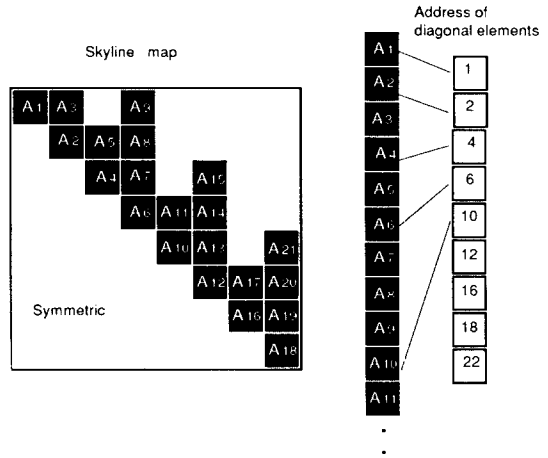 Address of
diagonal elements
Skyline map
A1 A3 A9
A2 A5 A8
A4 A7 A15
A6 A11 A14
A10 A13 A21
A12 A17 A20
A16 A19
A18
Symmetric
A1
A2
A3
A4
A5
A6
A7
A8
A9
A10
A11
1
2
4
6
10
12
16
18
22